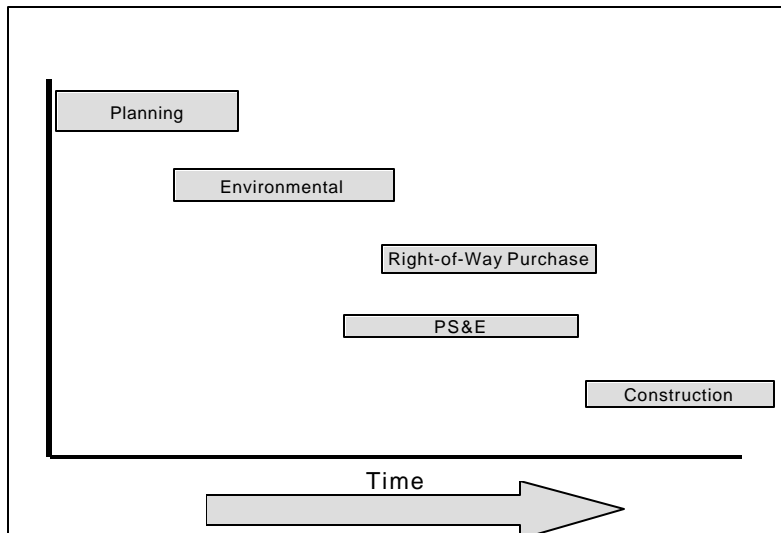 Planning
Environmental
Right-of-Way Purchase
PS&E
Construction
Time